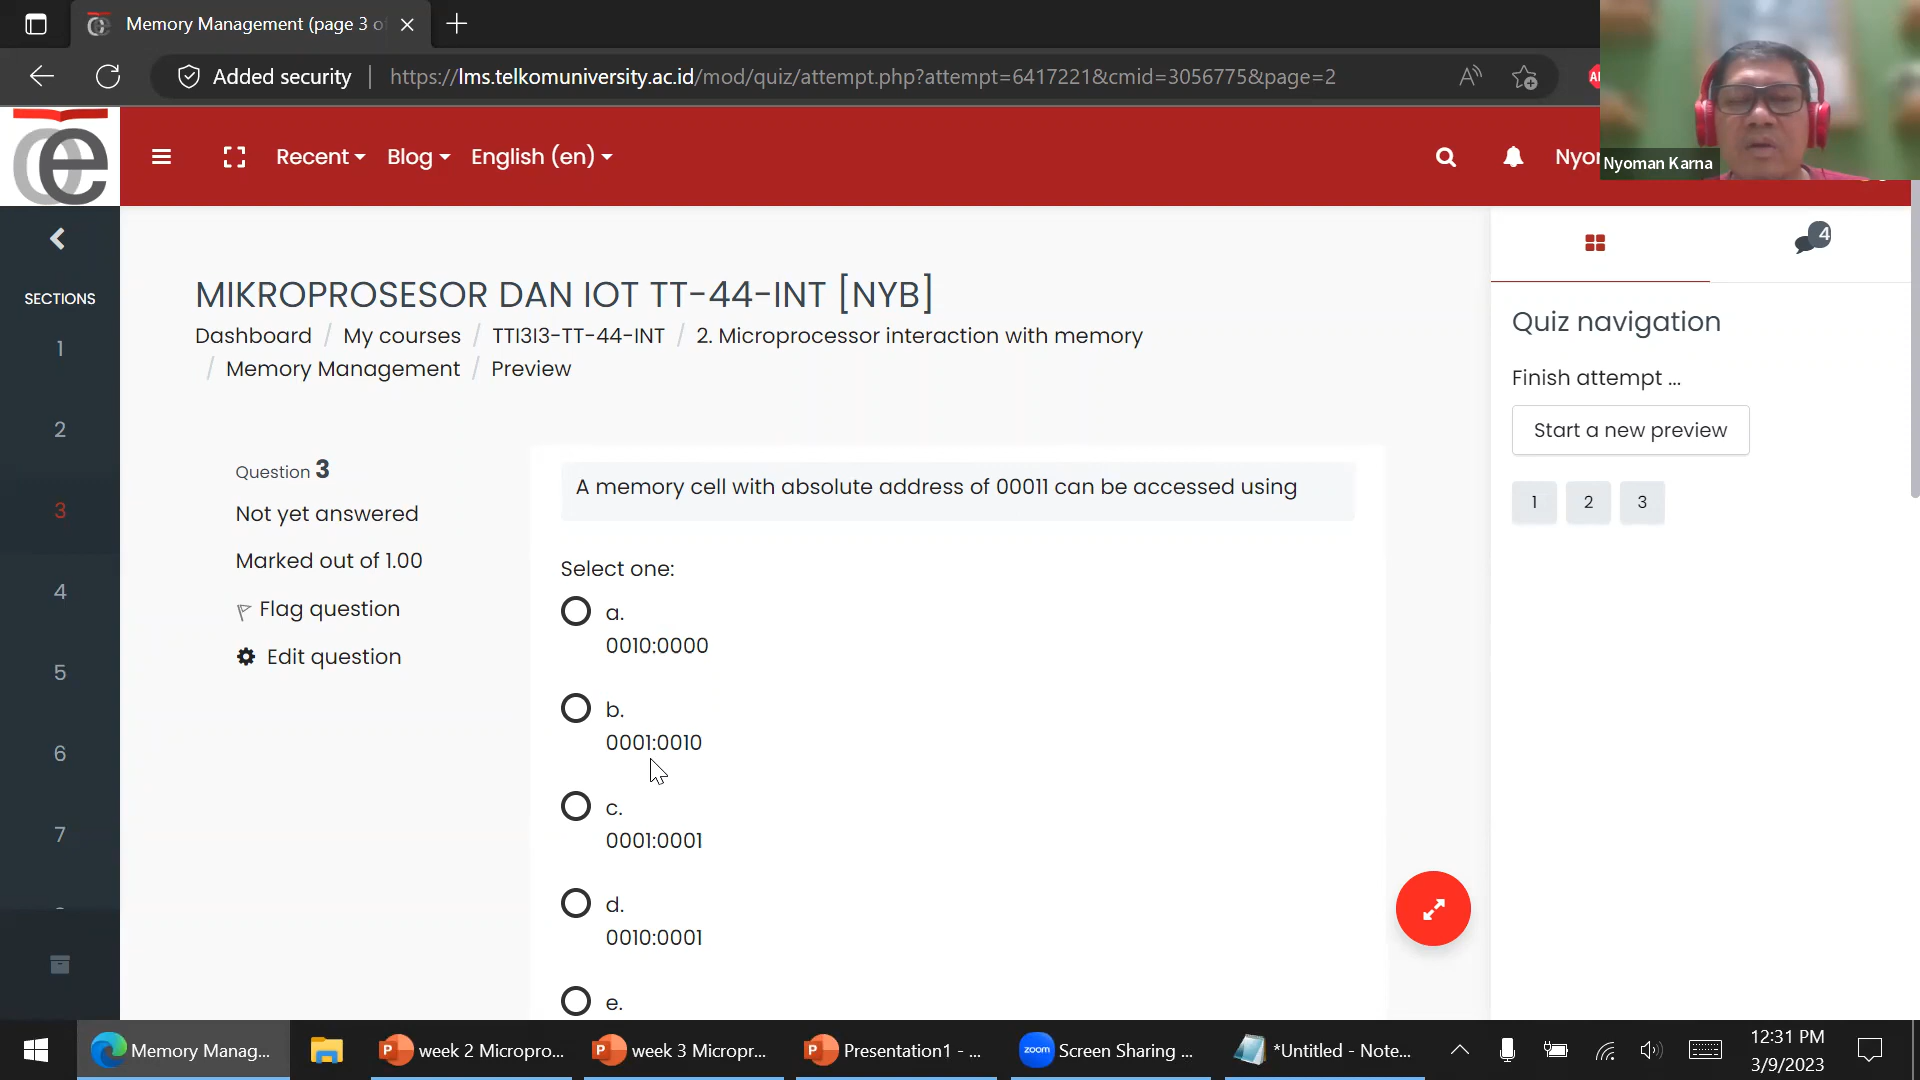 Memory Management (page 3 o
Added security
https://lms.telkomuniversity.ac.id/mod/quiz/attempt.php?attempt=6417221&cmid=3056775&page=2
Recent
Blog
English (en)
Nyo
Nyoman Karna
SECTIONS
1
2
3
4
5
6
7
MIKROPROSESOR DAN IOT TT-44-INT [NYB]
Dashboard / My courses / TTI3I3-TT-44-INT / 2. Microprocessor interaction with memory
/ Memory Management / Preview
Question 3
Not yet answered
Marked out of 1.00
Flag question
Edit question
A memory cell with absolute address of 00011 can be accessed using
Select one:
a.
0010:0000
b.
0001:0010
c.
0001:0001
d.
0010:0001
e.
4
Quiz navigation
Finish attempt ...
Start a new preview
1
2
3
Memory Manag...
week 2 Micropro...
week 3 Micropr...
Presentation1 - ...
zoom
Screen Sharing ...
*Untitled - Note...
12:31 PM
3/9/2023